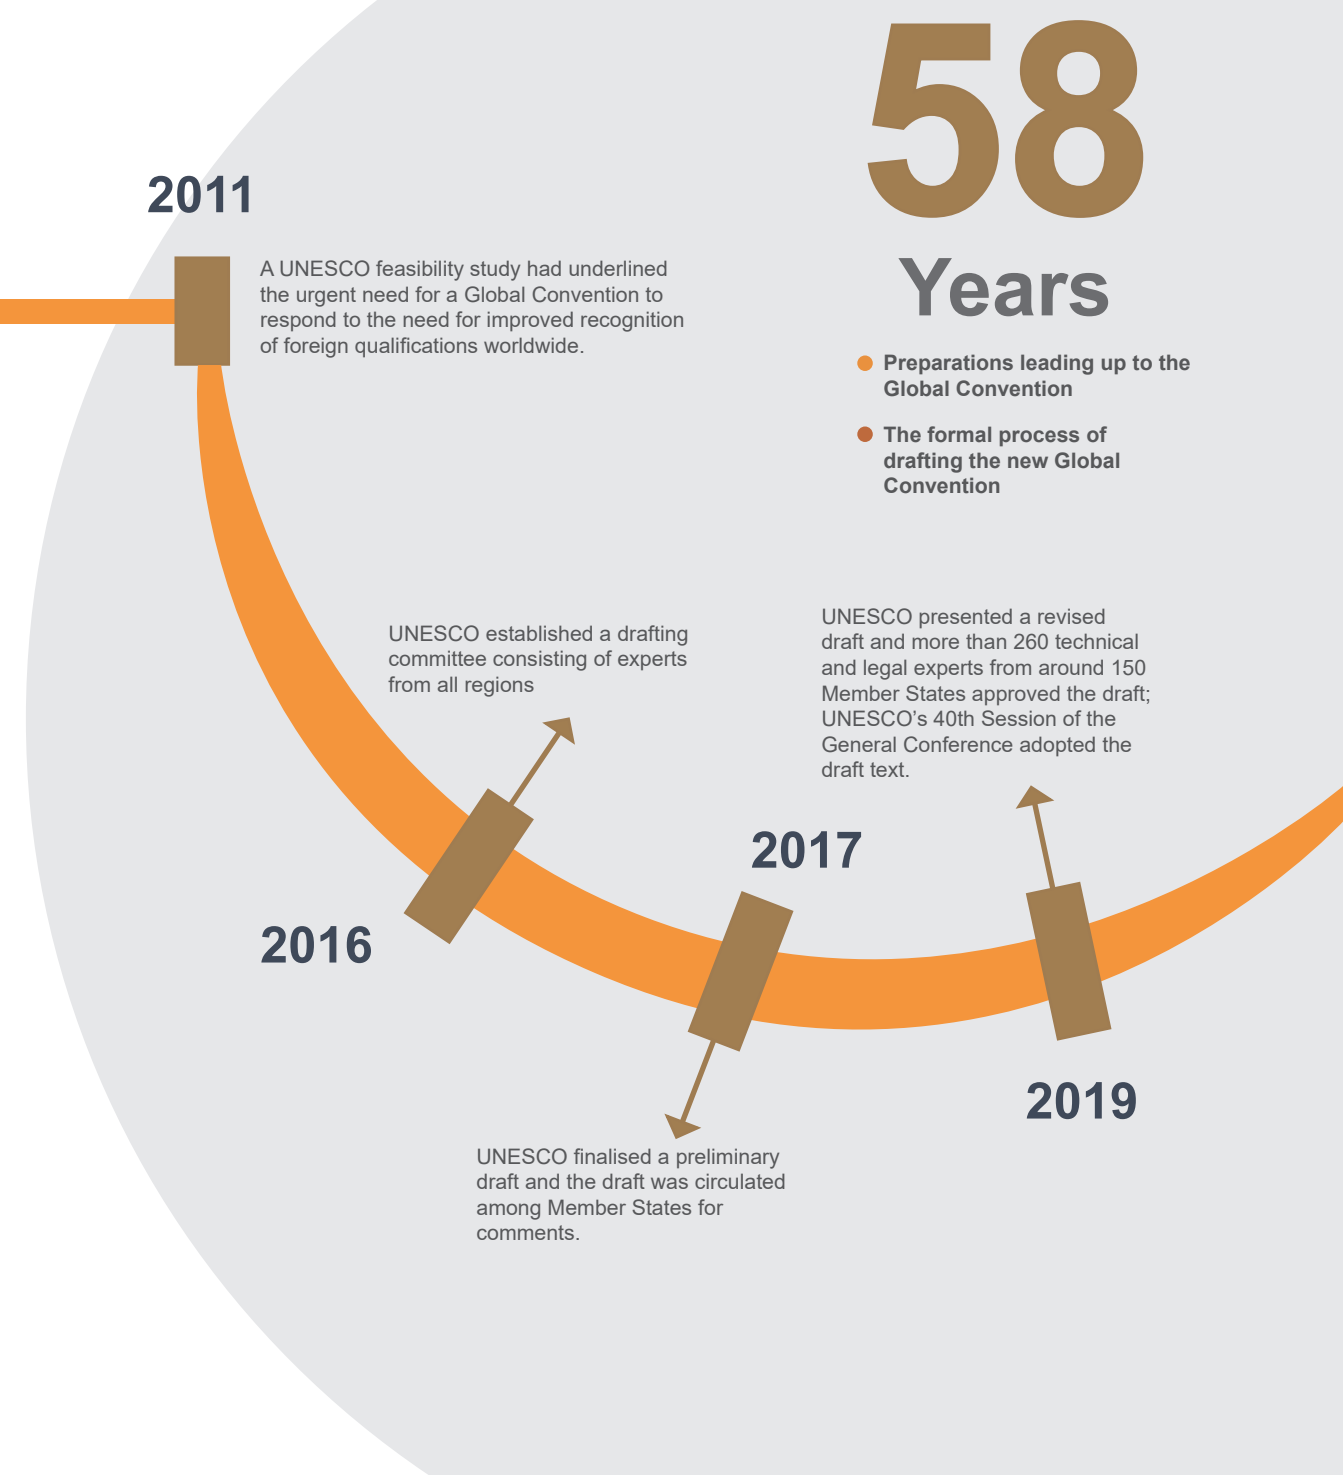 58
Years
Preparations leading up to the
Global Convention
The formal process of
drafting the new Global
Convention
2011
A UNESCO feasibility study had underlined
the urgent need for a Global Convention to
respond to the need for improved recognition
of foreign qualifications worldwide.
UNESCO established a drafting
committee consisting of experts
from all regions
2016
2017
UNESCO finalised a preliminary
draft and the draft was circulated
among Member States for
comments.
UNESCO presented a revised
draft and more than 260 technical
and legal experts from around 150
Member States approved the draft;
UNESCO’s 40th Session of the
General Conference adopted the
draft text.
2019